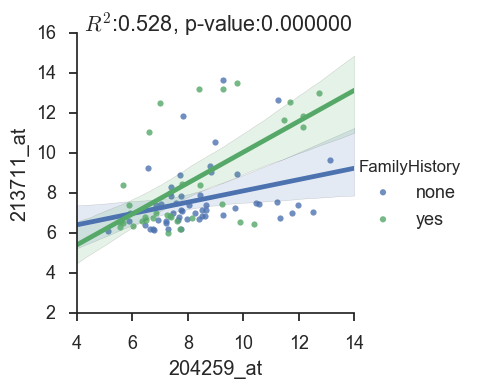 R²:0.528, p-value:0.000000
16
14
12
10
8
6
4
2
213711_at
4 6 8 10 12 14
204259_at
FamilyHistory
none
yes